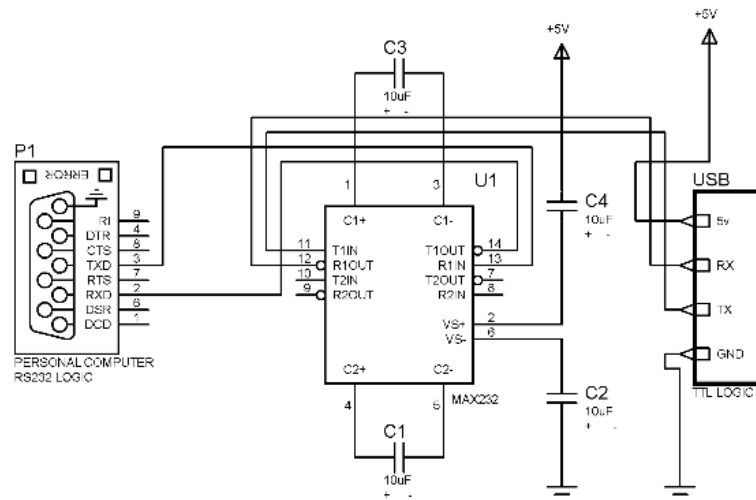 +5V
+5V
C3
10uF
+ -
P1
ERROR
1
3
U1
USB
C1+
C1-
C4
10uF
+ -
RI
9
DTR
4
CTS
8
TXD
3
RTS
7
RXD
2
DSR
6
DCD
1
11
T1IN
T1OUT
14
12
R1OUT
R1IN
13
10
T2IN
T2OUT
7
9
R2OUT
R2IN
8
VS+
2
VS-
6
5v
RX
TX
GND
PERSONAL COMPUTER
RS232 LOGIC
C2+
C2-
4
5
MAX232
C2
10uF
+ -
TTL LOGIC
C1
10uF
+ -